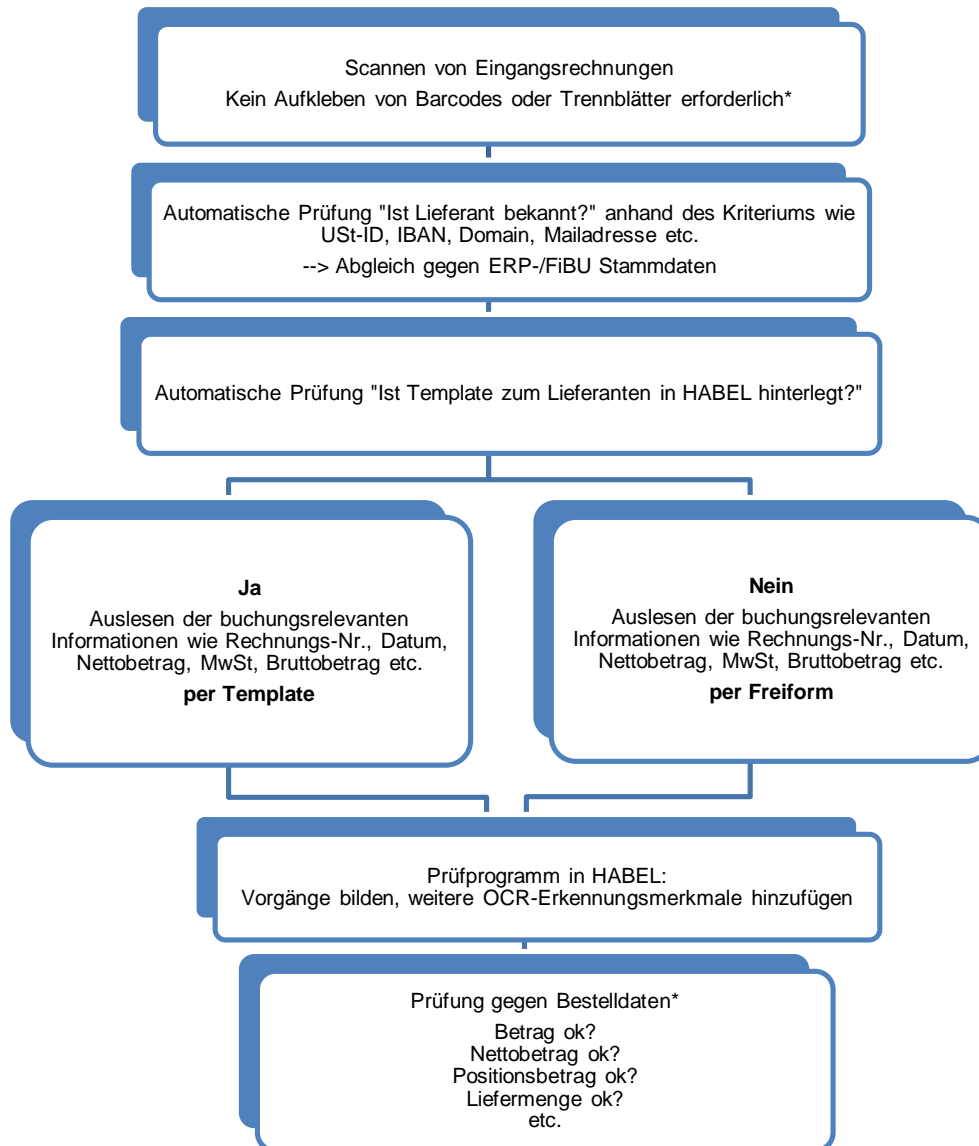 Scannen von Eingangsrechnungen
Kein Aufkleben von Barcodes oder Trennblätter erforderlich*
Automatische Prüfung "Ist Lieferant bekannt?" anhand des Kriteriums wie
USt-ID, IBAN, Domain, Mailadresse etc.
--> Abgleich gegen ERP-/FiBU Stammdaten
Automatische Prüfung "Ist Template zum Lieferanten in HABEL hinterlegt?"
Ja
Auslesen der buchungsrelevanten
Informationen wie Rechnungs-Nr., Datum,
Nettobetrag, MwSt, Bruttobetrag etc.
per Template
Nein
Auslesen der buchungsrelevanten
Informationen wie Rechnungs-Nr., Datum,
Nettobetrag, MwSt, Bruttobetrag etc.
per Freiform
Prüfprogramm in HABEL:
Vorgänge bilden, weitere OCR-Erkennungsmerkmale hinzufügen
Prüfung gegen Bestelldaten*
Betrag ok?
Nettobetrag ok?
Positionsbetrag ok?
Liefermenge ok?
etc.